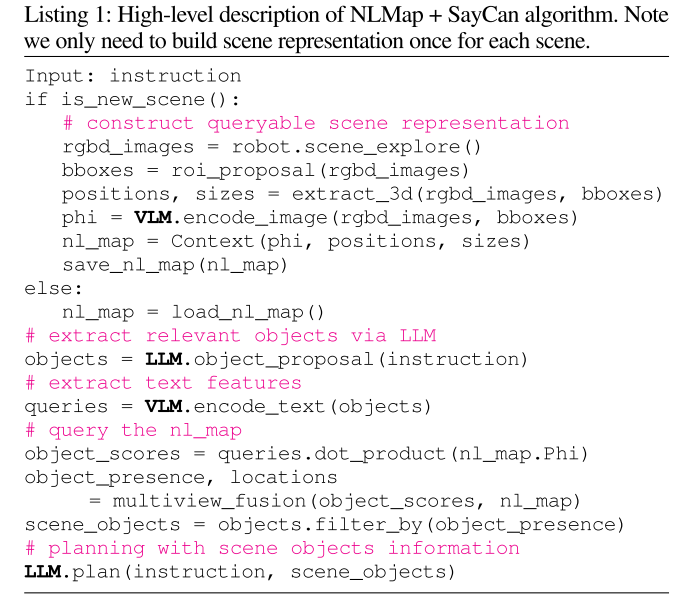 Listing 1: High-level description of NLMap + SayCan algorithm. Note
we only need to build scene representation once for each scene.
Input: instruction
if is_new_scene():
    # construct queryable scene representation
    rgbd_images = robot.scene_explore()
    bboxes = roi_proposal(rgbd_images)
    positions, sizes = extract_3d(rgbd_images, bboxes)
    phi = VLM.encode_image(rgbd_images, bboxes)
    nl_map = Context(phi, positions, sizes)
    save_nl_map(nl_map)
else:
    nl_map = load_nl_map()
# extract relevant objects via LLM
objects = LLM.object_proposal(instruction)
# extract text features
queries = VLM.encode_text(objects)
# query the nl_map
object_scores = queries.dot_product(nl_map.Phi)
object_presence, locations
      = multiview_fusion(object_scores, nl_map)
scene_objects = objects.filter_by(object_presence)
# planning with scene objects information
LLM.plan(instruction, scene_objects)